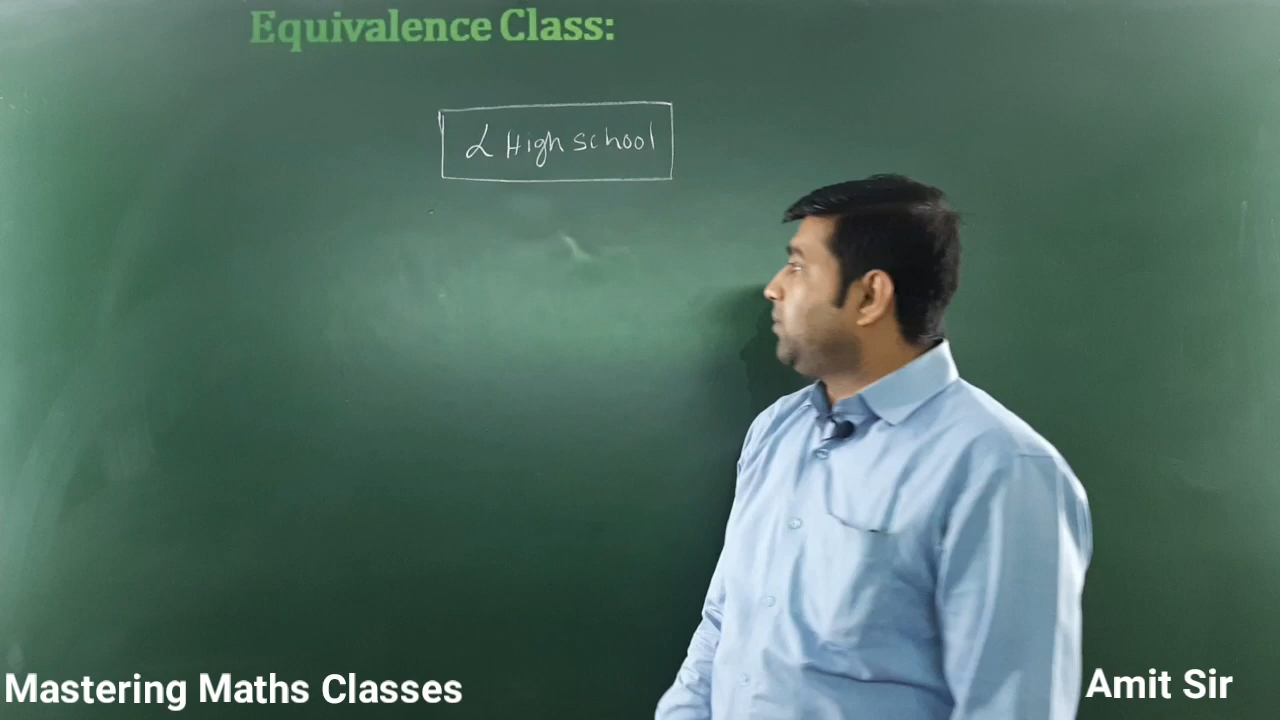 Equivalence Class:
L High school
Mastering Maths Classes
Amit Sir